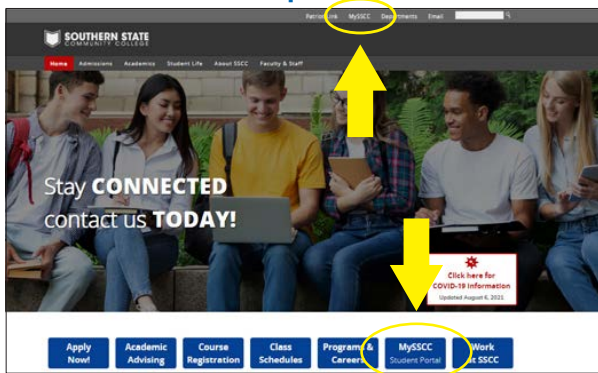 Patriot Link MySSCC Departments Email
SOUTHERN STATE
COMMUNITY COLLEGE
Home Admissions Academics Student Life About SSCC Faculty & Staff
Stay CONNECTED
contact us TODAY!
Click here for
COVID-19 Information
Updated August 6, 2021
Apply Academic Course Class Programs & MySSCC Work
Now! Advising Registration Schedules Careers Student Portal at SSCC